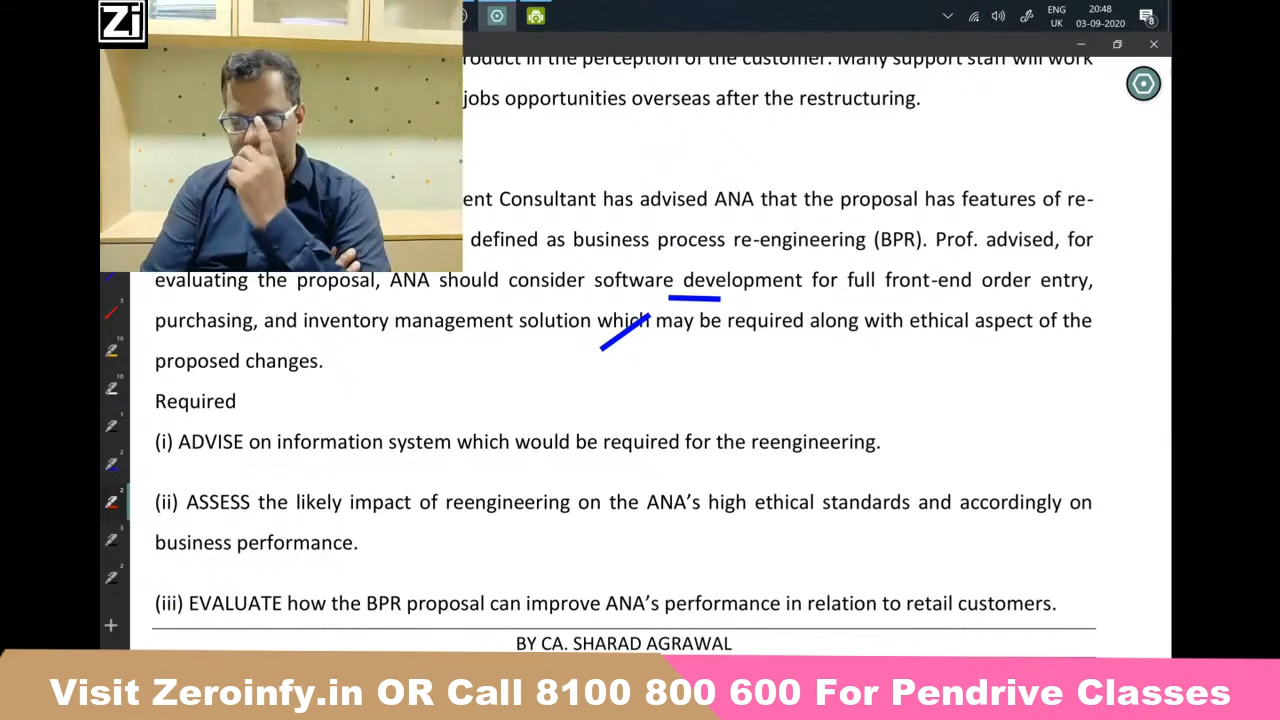 Zi
ENG
20:48
UK
03-09-2020
8
product in the perception of the customer. Many support staff will work
jobs opportunities overseas after the restructuring.
ent Consultant has advised ANA that the proposal has features of re-
defined as business process re-engineering (BPR). Prof. advised, for
evaluating the proposal, ANA should consider software development for full front-end order entry,
purchasing, and inventory management solution which may be required along with ethical aspect of the
proposed changes.
Required
(i) ADVISE on information system which would be required for the reengineering.
(ii) ASSESS the likely impact of reengineering on the ANA’s high ethical standards and accordingly on
business performance.
(iii) EVALUATE how the BPR proposal can improve ANA’s performance in relation to retail customers.
BY CA. SHARAD AGRAWAL
Visit Zeroinfy.in OR Call 8100 800 600 For Pendrive Classes